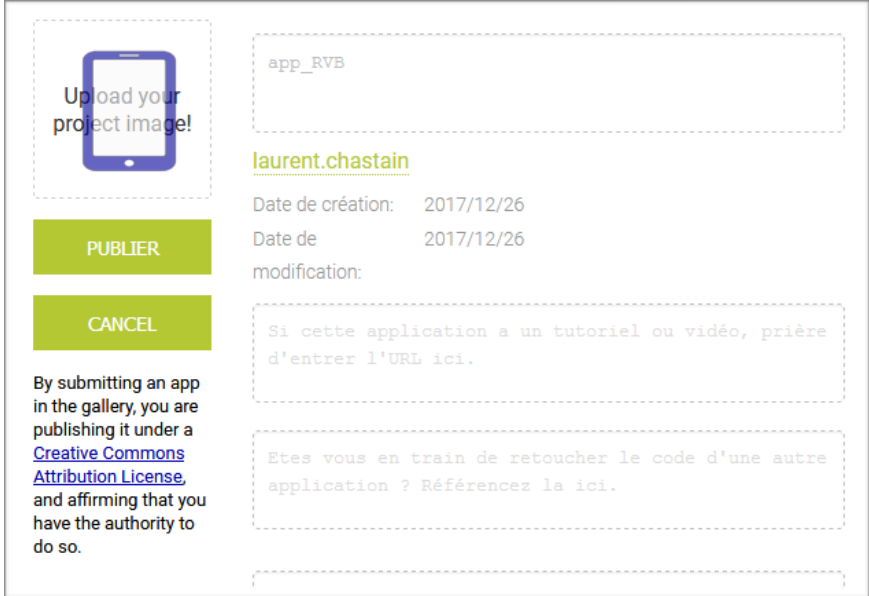 Upload your
project image!
PUBLIER
CANCEL
By submitting an app
in the gallery, you are
publishing it under a
Creative Commons
Attribution License,
and affirming that you
have the authority to
do so.
app_RVB
laurent.chastain
Date de création: 2017/12/26
Date de 2017/12/26
modification:
Si cette application a un tutoriel ou vidéo, prière
d'entrer l'URL ici.
Etes vous en train de retoucher le code d'une autre
application ? Référencez la ici.